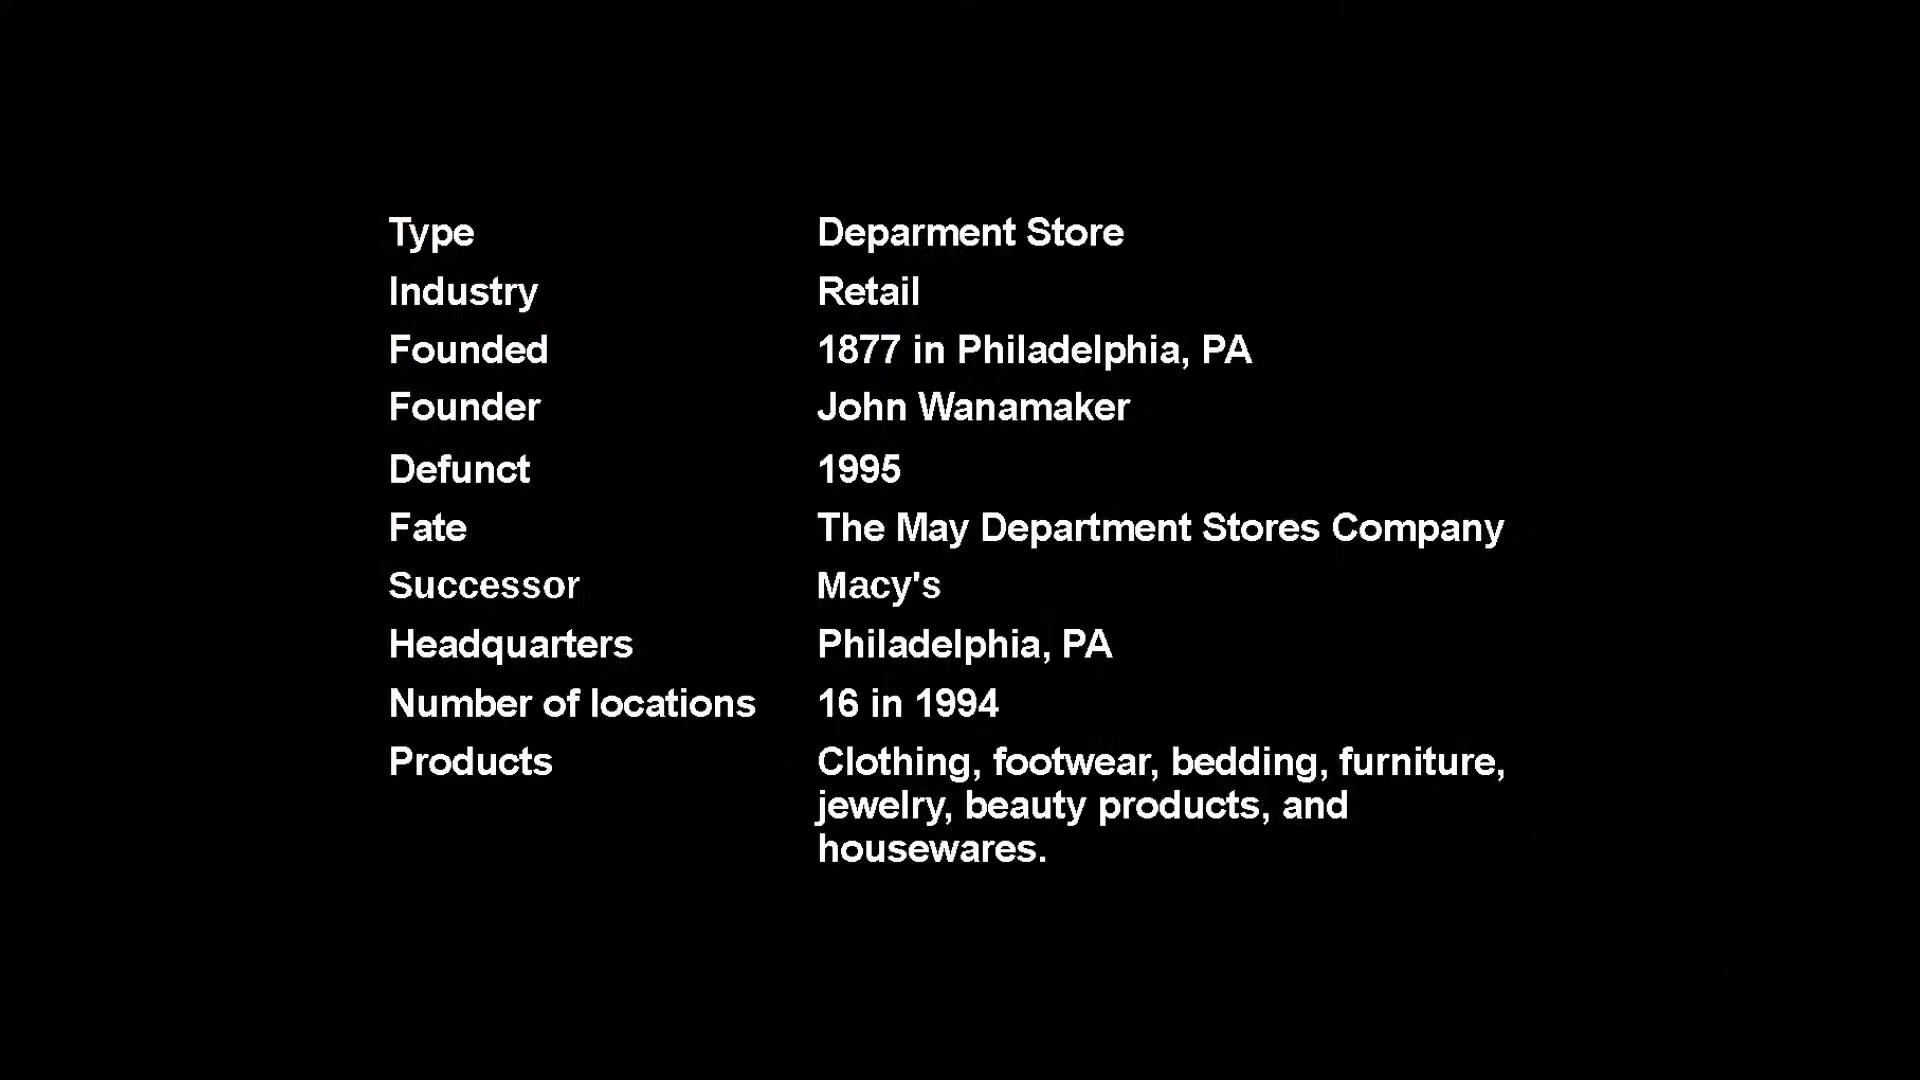 Type Deparment Store
Industry Retail
Founded 1877 in Philadelphia, PA
Founder John Wanamaker
Defunct 1995
Fate The May Department Stores Company
Successor Macy's
Headquarters Philadelphia, PA
Number of locations 16 in 1994
Products Clothing, footwear, bedding, furniture,
jewelry, beauty products, and
housewares.